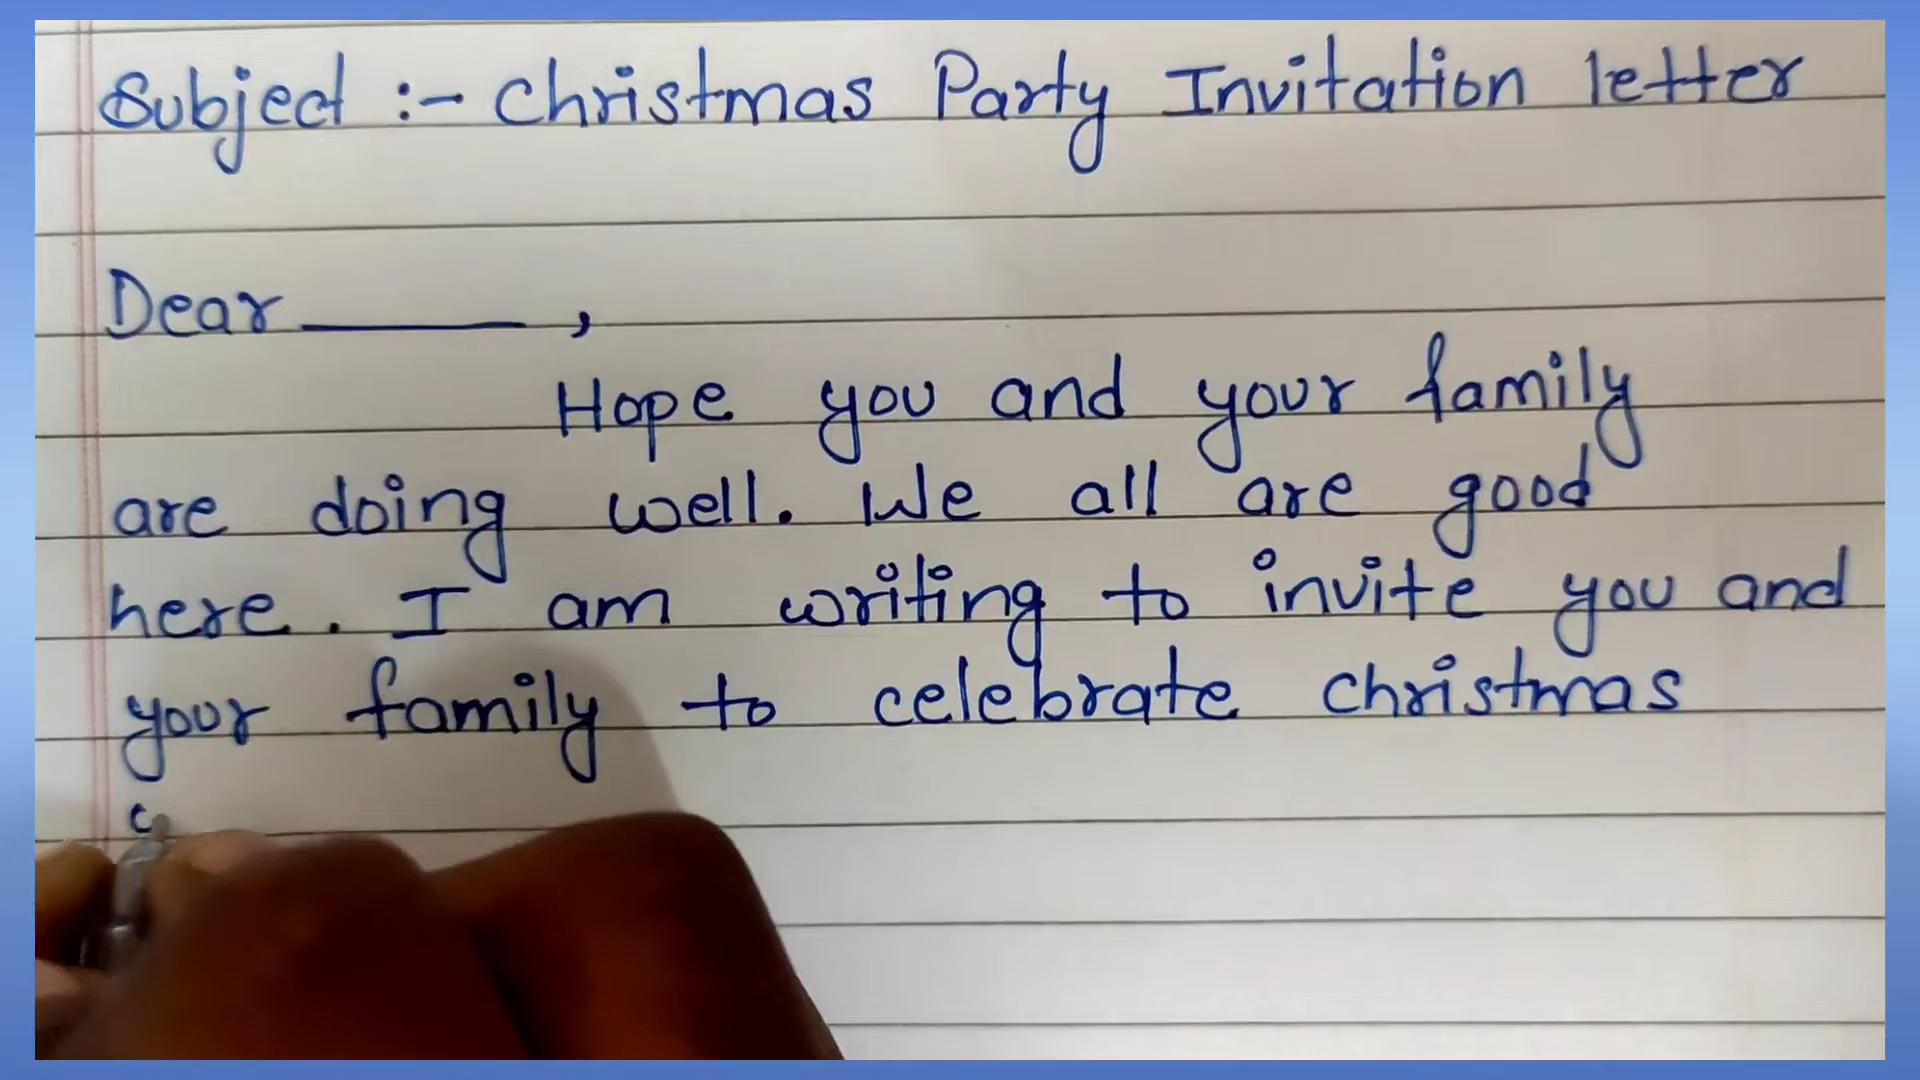 Subject :- Christmas Party Invitation letter
Dear ______ ,
Hope you and your family
are doing well. We all are good
here. I am writing to invite you and
your family to celebrate christmas